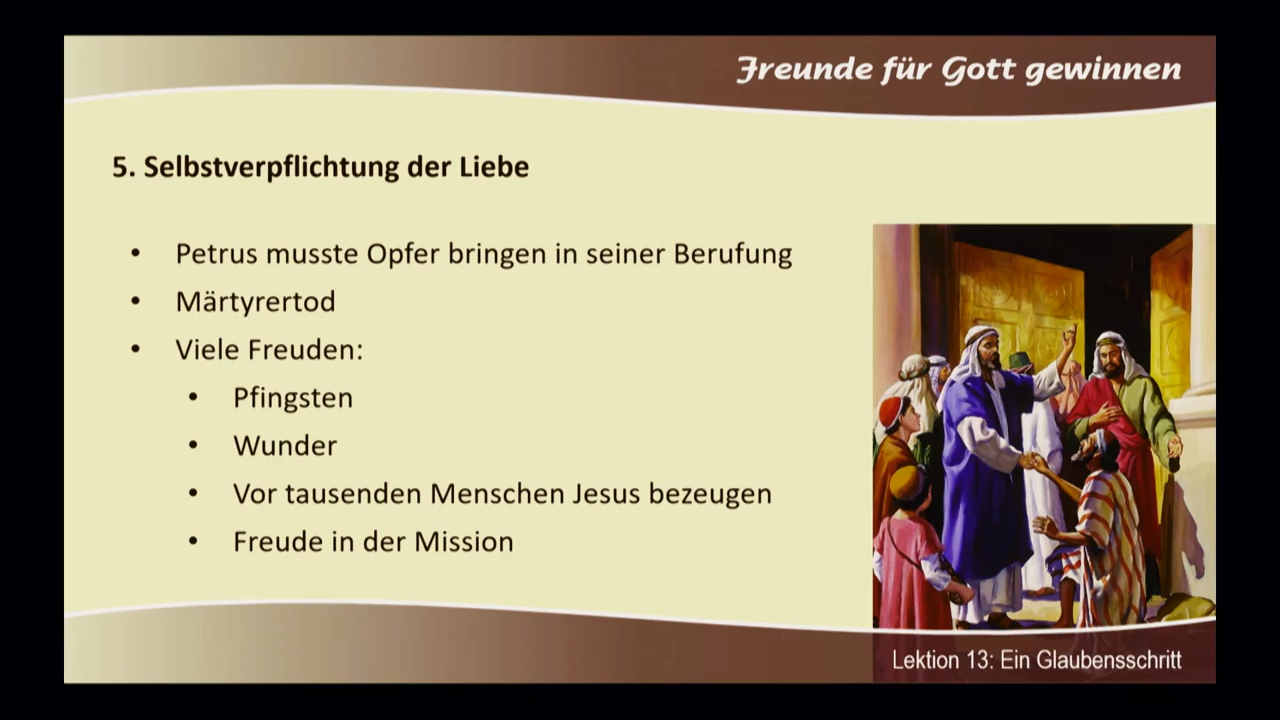 Freunde für Gott gewinnen
5. Selbstverpflichtung der Liebe
• Petrus musste Opfer bringen in seiner Berufung
• Märtyrertod
• Viele Freuden:
• Pfingsten
• Wunder
• Vor tausenden Menschen Jesus bezeugen
• Freude in der Mission
Lektion 13: Ein Glaubensschritt